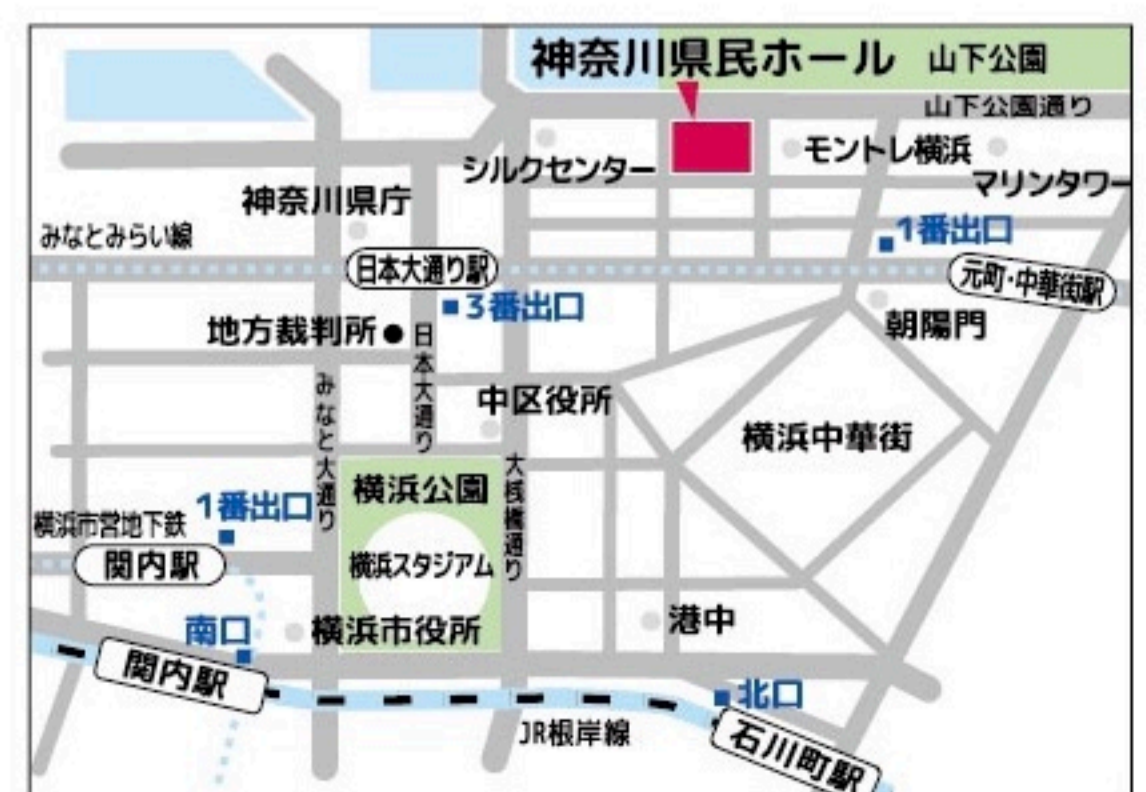 神奈川県民ホール
山下公園
山下公園通り
シルクセンター
モントレ横浜
マリンタワー
神奈川県庁
みなとみらい線
1番出口
日本大通り駅
元町・中華街駅
3番出口
地方裁判所
日本大通り
朝陽門
みなと大通り
中区役所
横浜中華街
大桟橋通り
横浜公園
1番出口
横浜市営地下鉄
関内駅
横浜スタジアム
南口
横浜市役所
港中
関内駅
北口
JR根岸線
石川町駅